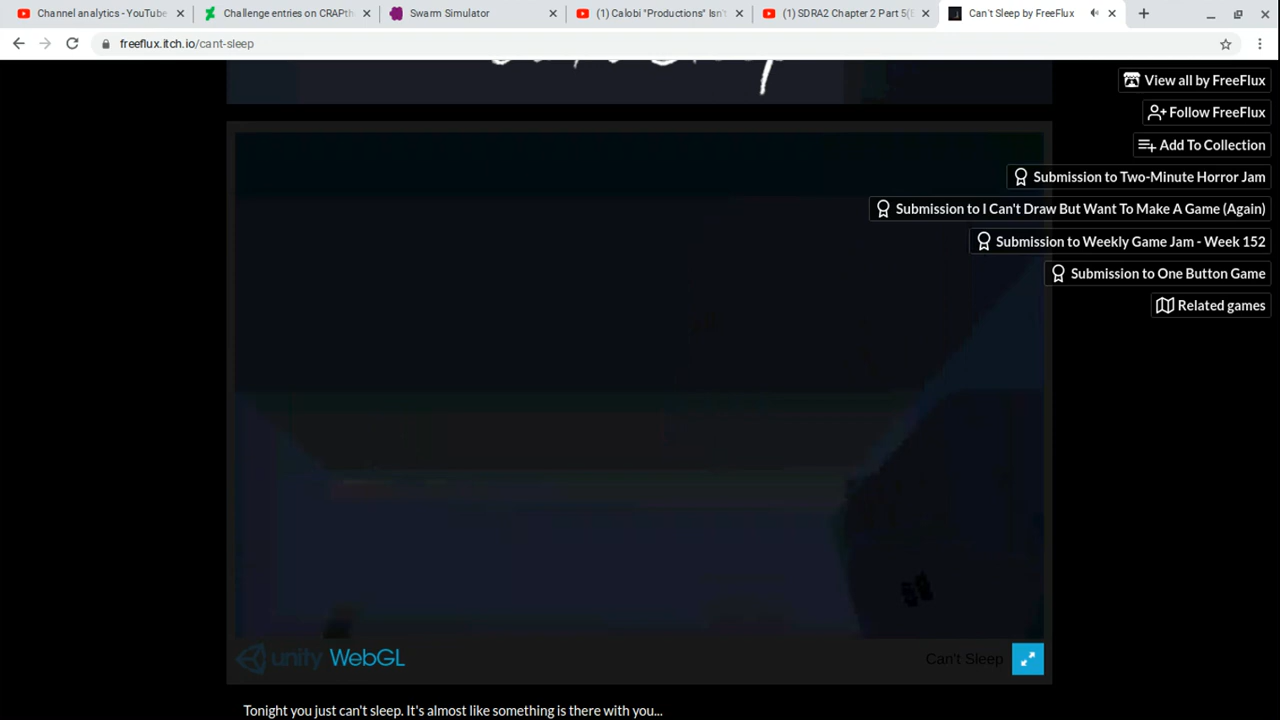 Channel analytics - YouTube
Challenge entries on CRAPth
Swarm Simulator
(1) Calobi "Productions" Isn't
(1) SDRA2 Chapter 2 Part 5(E
Can't Sleep by FreeFlux
freeflux.itch.io/cant-sleep
View all by FreeFlux
Follow FreeFlux
Add To Collection
Submission to Two-Minute Horror Jam
Submission to I Can't Draw But Want To Make A Game (Again)
Submission to Weekly Game Jam - Week 152
Submission to One Button Game
Related games
unity WebGL
Can't Sleep
Tonight you just can't sleep. It's almost like something is there with you...